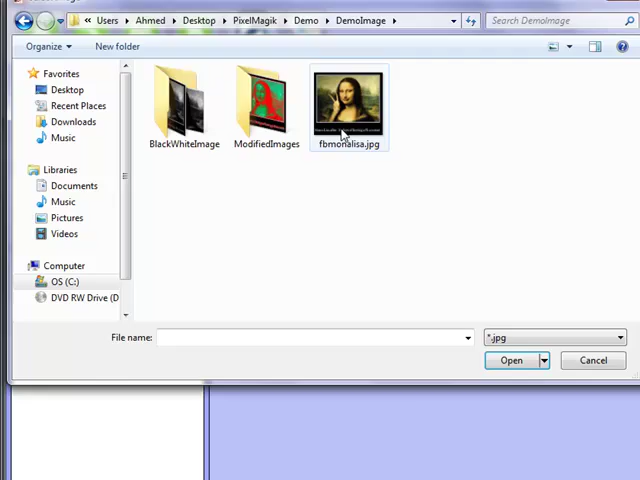 Users Ahmed Desktop PixelMagik Demo DemoImage
Search DemoImage
Organize New folder
Favorites
Desktop
Recent Places
Downloads
Music
Libraries
Documents
Music
Pictures
Videos
Computer
OS (C:)
DVD RW Drive (D
BlackWhiteImage ModifiedImages fbmonalisa.jpg
File name: *.jpg
Open Cancel